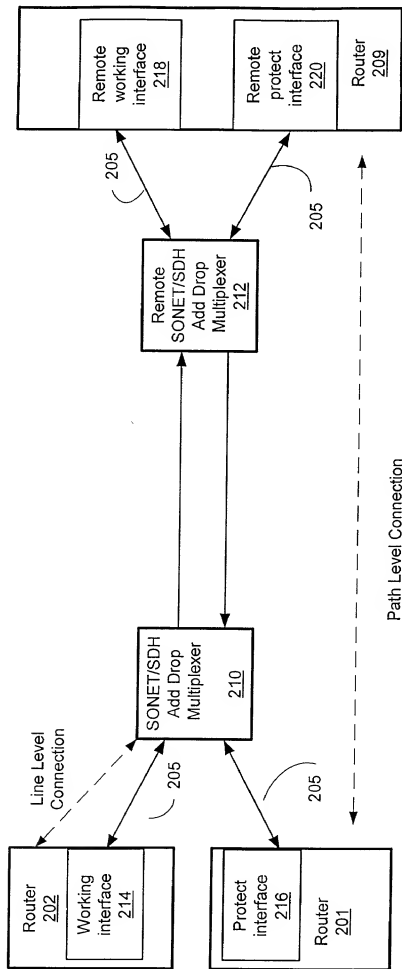 Router
202
Working
interface
214
Protect
interface
216
Router
201
Line Level
Connection
205
205
SONET/SDH
Add Drop
Multiplexer
210
Path Level Connection
Remote
SONET/SDH
Add Drop
Multiplexer
212
205
205
Remote
working
interface
218
Remote
protect
interface
220
Router
209